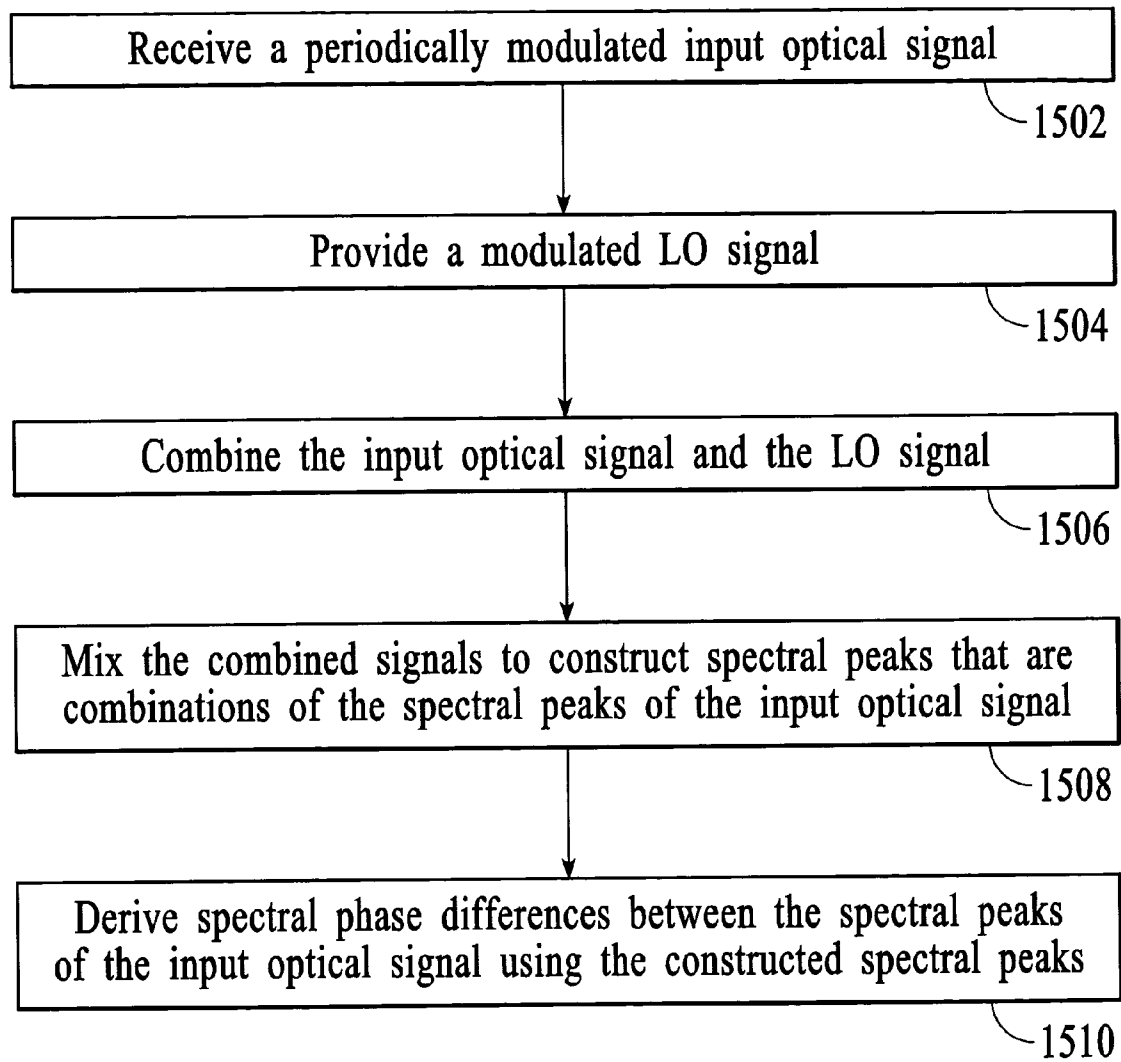 Receive a periodically modulated input optical signal
1502
Provide a modulated LO signal
1504
Combine the input optical signal and the LO signal
1506
Mix the combined signals to construct spectral peaks that are
combinations of the spectral peaks of the input optical signal
1508
Derive spectral phase differences between the spectral peaks
of the input optical signal using the constructed spectral peaks
1510